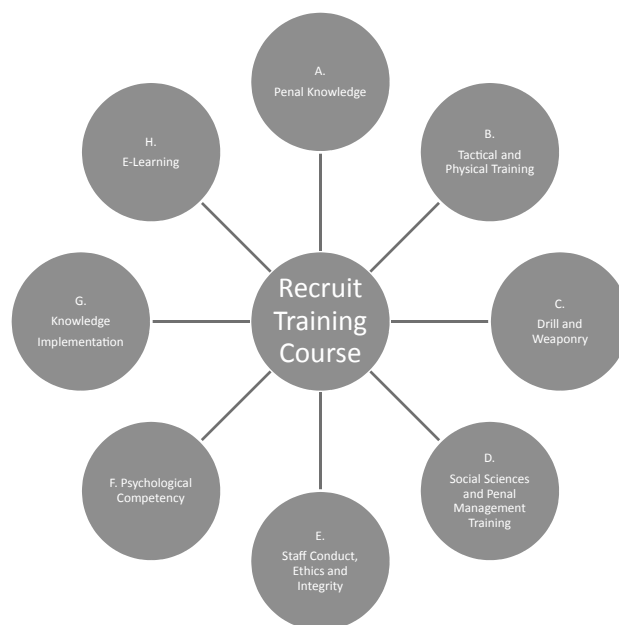 A.
Penal Knowledge
B.
Tactical and
Physical Training
C.
Drill and
Weaponry
D.
Social Sciences
and Penal
Management
Training
E.
Staff Conduct,
Ethics and
Integrity
F. Psychological
Competency
G.
Knowledge
Implementation
H.
E-Learning
Recruit
Training
Course